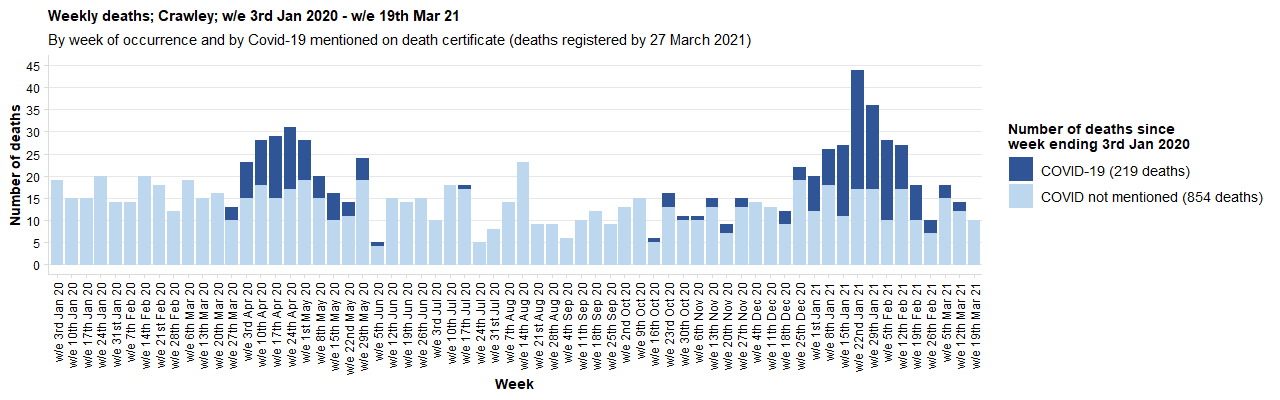 Weekly deaths; Crawley; w/e 3rd Jan 2020 - w/e 19th Mar 21
By week of occurrence and by Covid-19 mentioned on death certificate (deaths registered by 27 March 2021)
Number of deaths
45
40
35
30
25
20
15
10
5
0
w/e 3rd Jan 20
w/e 10th Jan 20
w/e 17th Jan 20
w/e 24th Jan 20
w/e 31st Jan 20
w/e 7th Feb 20
w/e 14th Feb 20
w/e 21st Feb 20
w/e 28th Feb 20
w/e 6th Mar 20
w/e 13th Mar 20
w/e 20th Mar 20
w/e 27th Mar 20
w/e 3rd Apr 20
w/e 10th Apr 20
w/e 17th Apr 20
w/e 24th Apr 20
w/e 1st May 20
w/e 8th May 20
w/e 15th May 20
w/e 22nd May 20
w/e 29th May 20
w/e 5th Jun 20
w/e 12th Jun 20
w/e 19th Jun 20
w/e 26th Jun 20
w/e 3rd Jul 20
w/e 10th Jul 20
w/e 17th Jul 20
w/e 24th Jul 20
w/e 31st Jul 20
w/e 7th Aug 20
w/e 14th Aug 20
w/e 21st Aug 20
w/e 28th Aug 20
w/e 4th Sep 20
w/e 11th Sep 20
w/e 18th Sep 20
w/e 25th Sep 20
w/e 2nd Oct 20
w/e 9th Oct 20
w/e 16th Oct 20
w/e 23rd Oct 20
w/e 30th Oct 20
w/e 6th Nov 20
w/e 13th Nov 20
w/e 20th Nov 20
w/e 27th Nov 20
w/e 4th Dec 20
w/e 11th Dec 20
w/e 18th Dec 20
w/e 25th Dec 20
w/e 1st Jan 21
w/e 8th Jan 21
w/e 15th Jan 21
w/e 22nd Jan 21
w/e 29th Jan 21
w/e 5th Feb 21
w/e 12th Feb 21
w/e 19th Feb 21
w/e 26th Feb 21
w/e 5th Mar 21
w/e 12th Mar 21
w/e 19th Mar 21
Week
Number of deaths since
week ending 3rd Jan 2020
COVID-19 (219 deaths)
COVID not mentioned (854 deaths)